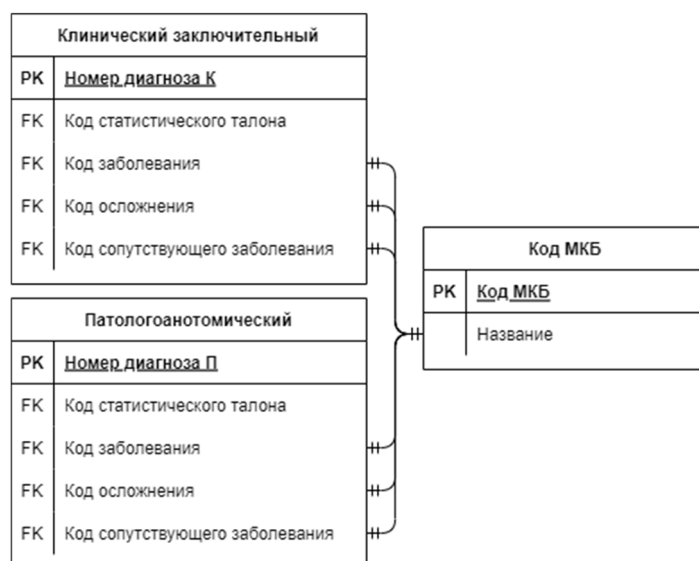 Клинический заключительный
PK Номер диагноза К
FK Код статистического талона
FK Код заболевания
FK Код осложнения
FK Код сопутствующего заболевания
Код МКБ
PK Код МКБ
Название
Патологоанотомический
PK Номер диагноза П
FK Код статистического талона
FK Код заболевания
FK Код осложнения
FK Код сопутствующего заболевания